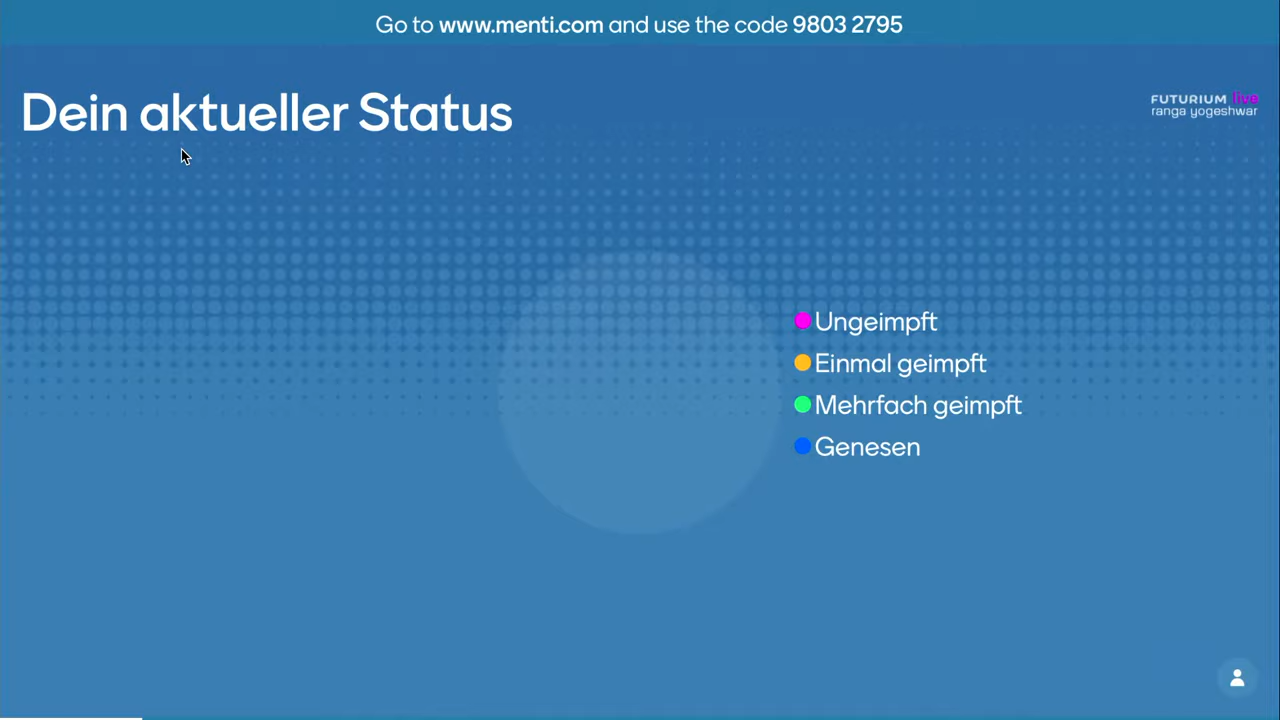 Go to www.menti.com and use the code 9803 2795
Dein aktueller Status
FUTURIUM live
ranga yogeshwar
Ungeimpft
Einmal geimpft
Mehrfach geimpft
Genesen